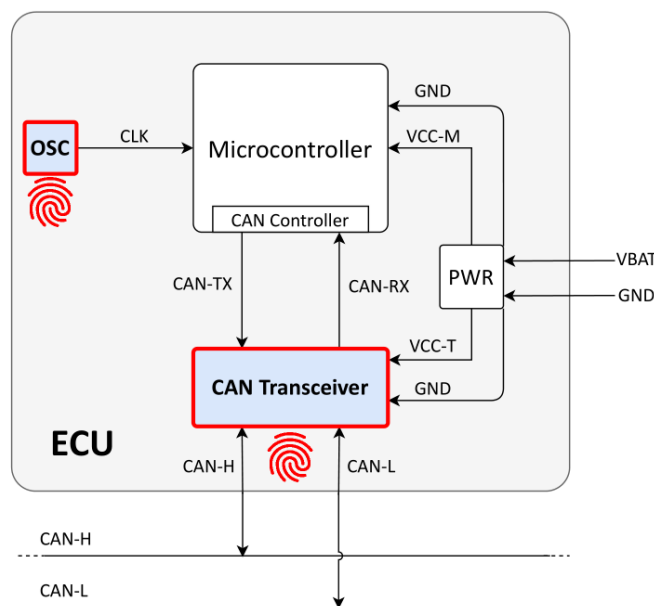 GND
OSC
CLK
Microcontroller
VCC-M
CAN Controller
VBAT
PWR
CAN-TX
CAN-RX
GND
VCC-T
CAN Transceiver
GND
ECU
CAN-H
CAN-L
CAN-H
CAN-L